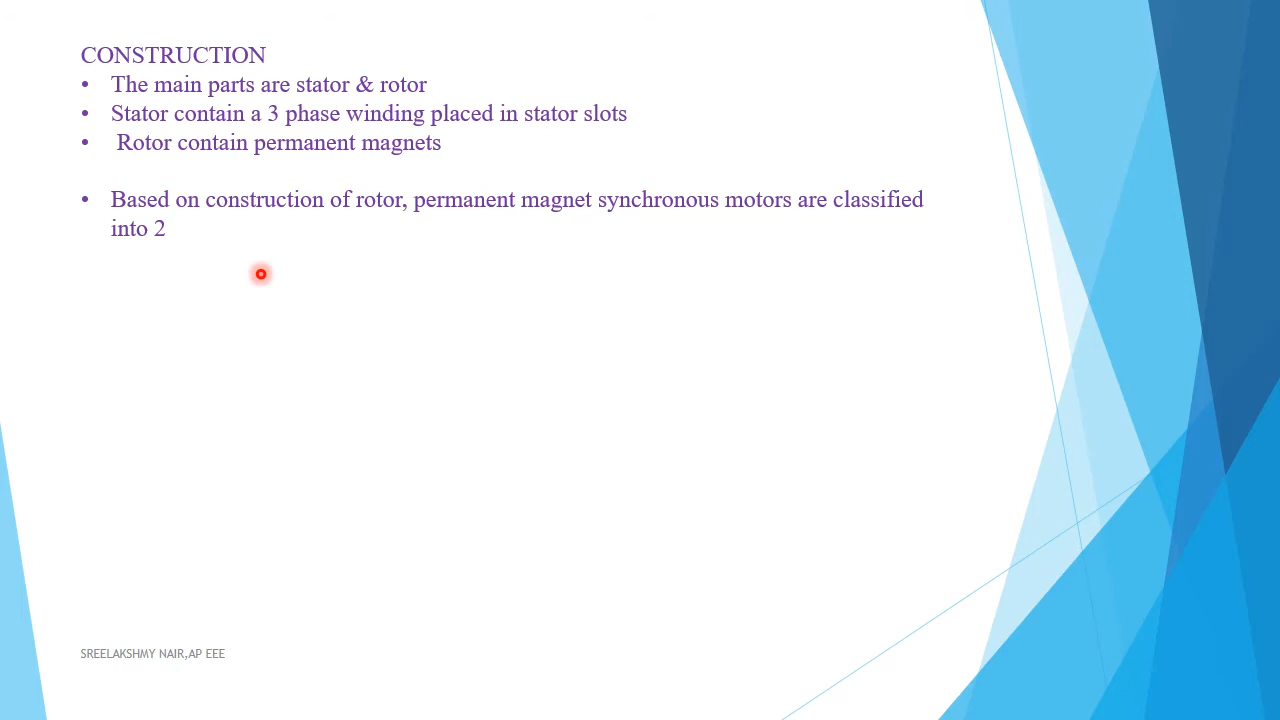 CONSTRUCTION
• The main parts are stator & rotor
• Stator contain a 3 phase winding placed in stator slots
• Rotor contain permanent magnets
• Based on construction of rotor, permanent magnet synchronous motors are classified
into 2
SREELAKSHMY NAIR,AP EEE